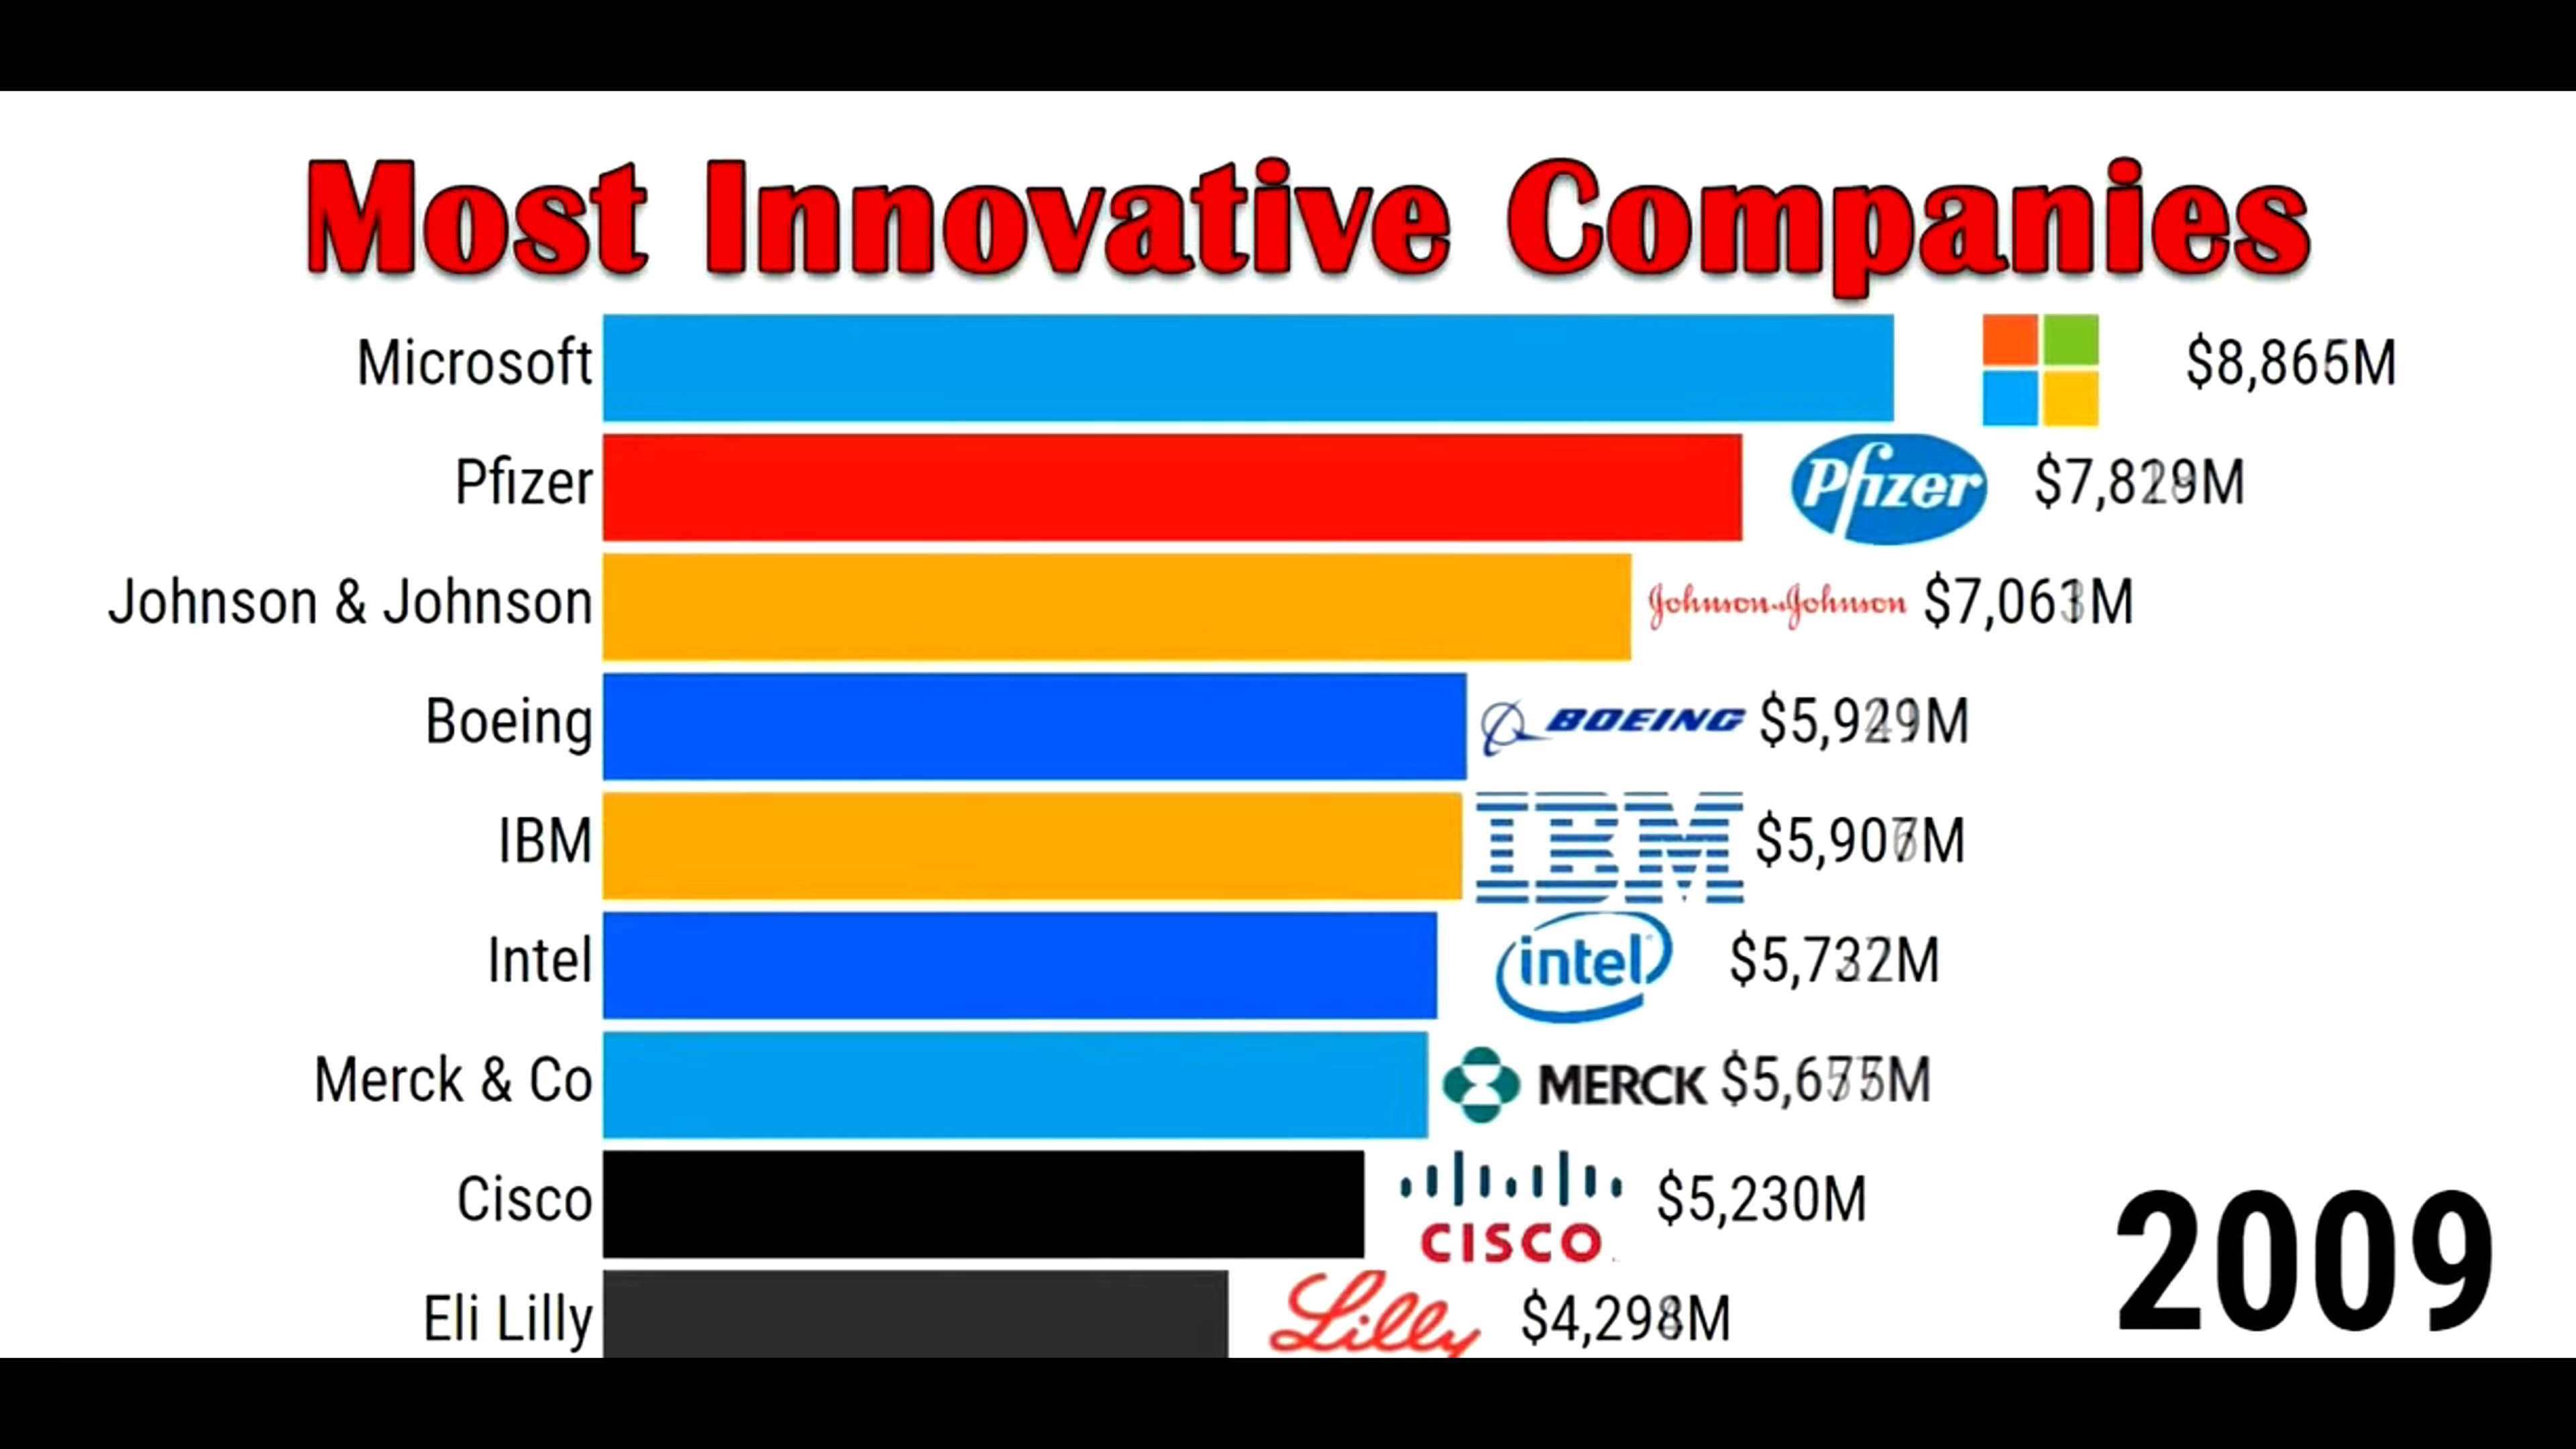 Most Innovative Companies
Microsoft $8,865M
Pfizer Pfizer
Johnson & Johnson Johnson & Johnson
Boeing BOEING
IBM IBM
Intel intel
Merck & Co MERCK
Cisco CISCO $5,230M
Eli Lilly Lilly
2009